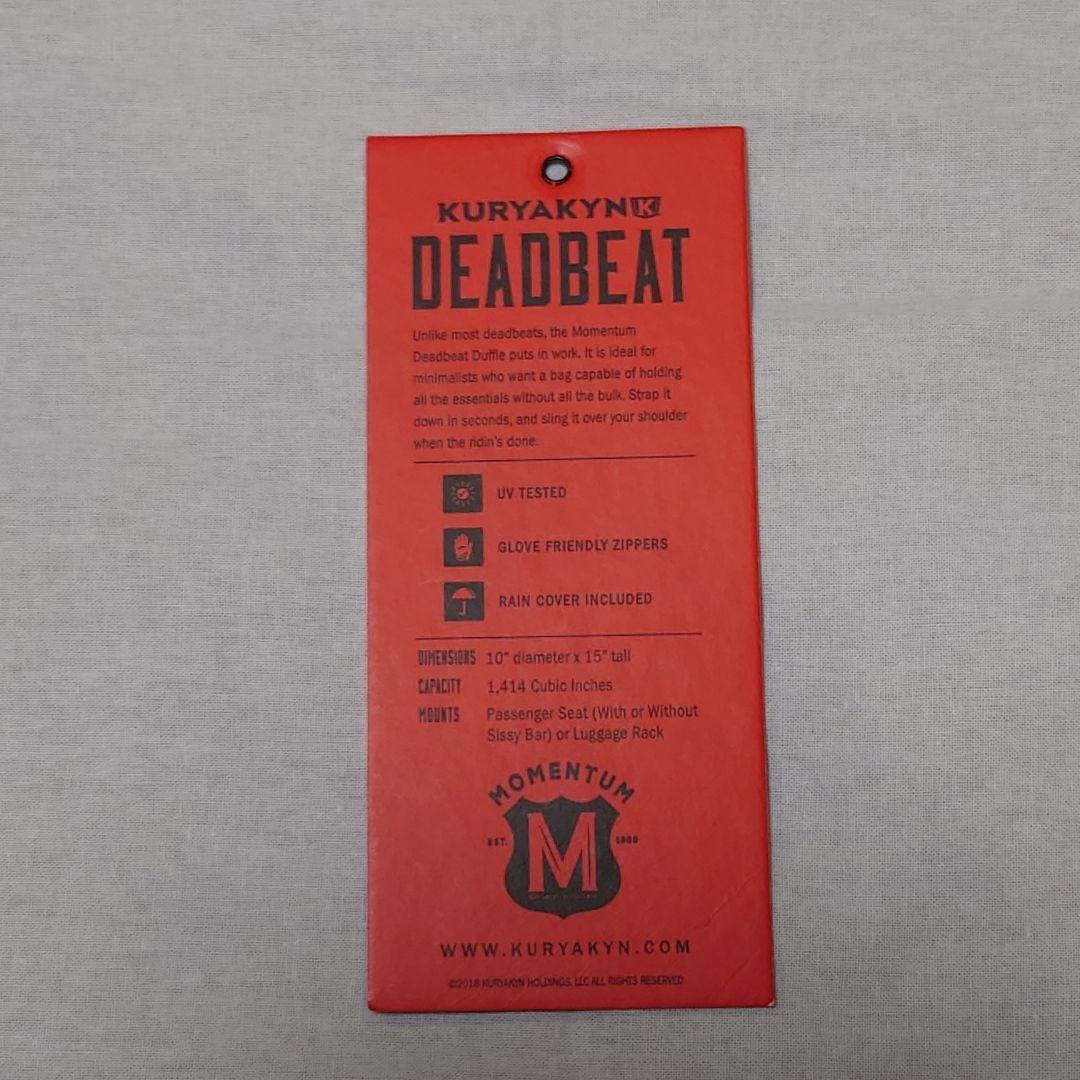 KURYAKYN K
DEADBEAT
Unlike most deadbeats, the Momentum
Deadbeat Duffle puts in work. It is ideal for
minimalists who want a bag capable of holding
all the essentials without all the bulk. Strap it
down in seconds, and sling it over your shoulder
when the ridin's done.
UV TESTED
GLOVE FRIENDLY ZIPPERS
RAIN COVER INCLUDED
DIMENSIONS 10" diameter x 15" tall
CAPACITY 1,414 Cubic Inches
MOUNTS Passenger Seat (With or Without
Sissy Bar) or Luggage Rack
MOMENTUM
EST.
M
WWW.KURYAKYN.COM
©2018 KURYAKYN HOLDINGS, LLC ALL RIGHTS RESERVED